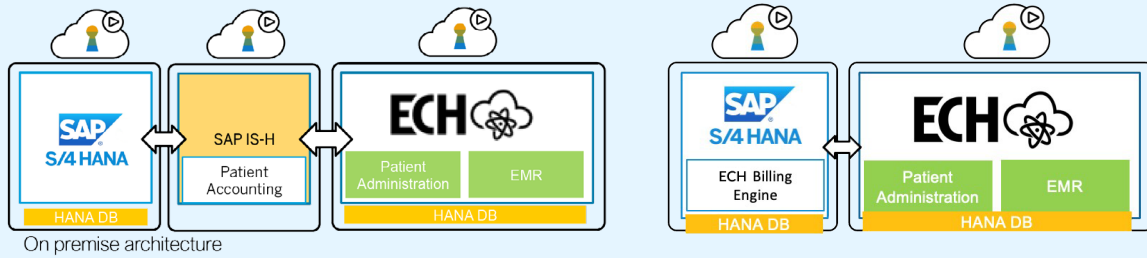 SAP
S/4 HANA
HANA DB
SAP IS-H
Patient
Accounting
ECH
Patient
Administration
EMR
HANA DB
On premise architecture
SAP
S/4 HANA
ECH Billing
Engine
HANA DB
ECH
Patient
Administration
EMR
HANA DB